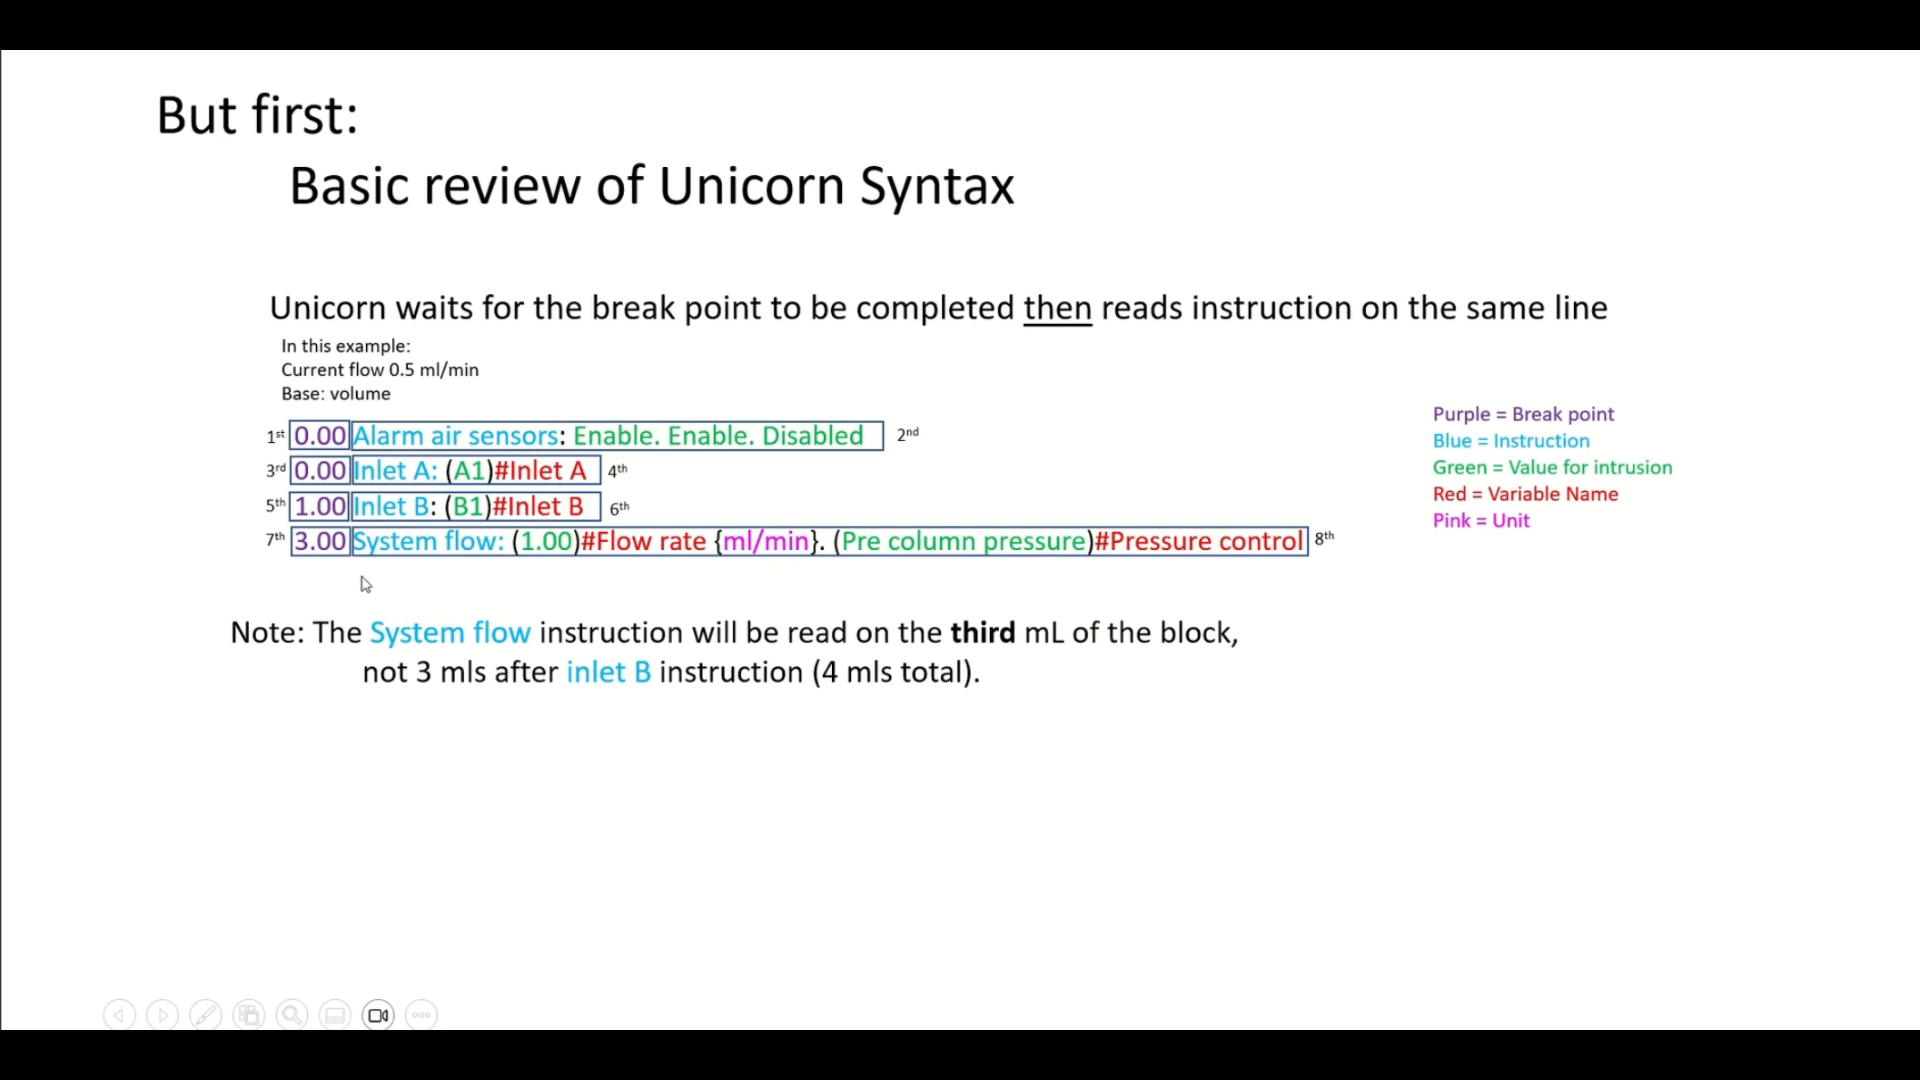 But first:
Basic review of Unicorn Syntax
Unicorn waits for the break point to be completed then reads instruction on the same line
In this example:
Current flow 0.5 ml/min
Base: volume
1st 0.00 Alarm air sensors: Enable. Enable. Disabled 2nd
3rd 0.00 Inlet A: (A1)#Inlet A 4th
5th 1.00 Inlet B: (B1)#Inlet B 6th
7th 3.00 System flow: (1.00)#Flow rate {ml/min}. (Pre column pressure)#Pressure control 8th
Purple = Break point
Blue = Instruction
Green = Value for intrusion
Red = Variable Name
Pink = Unit
Note: The System flow instruction will be read on the third mL of the block,
not 3 mls after inlet B instruction (4 mls total).